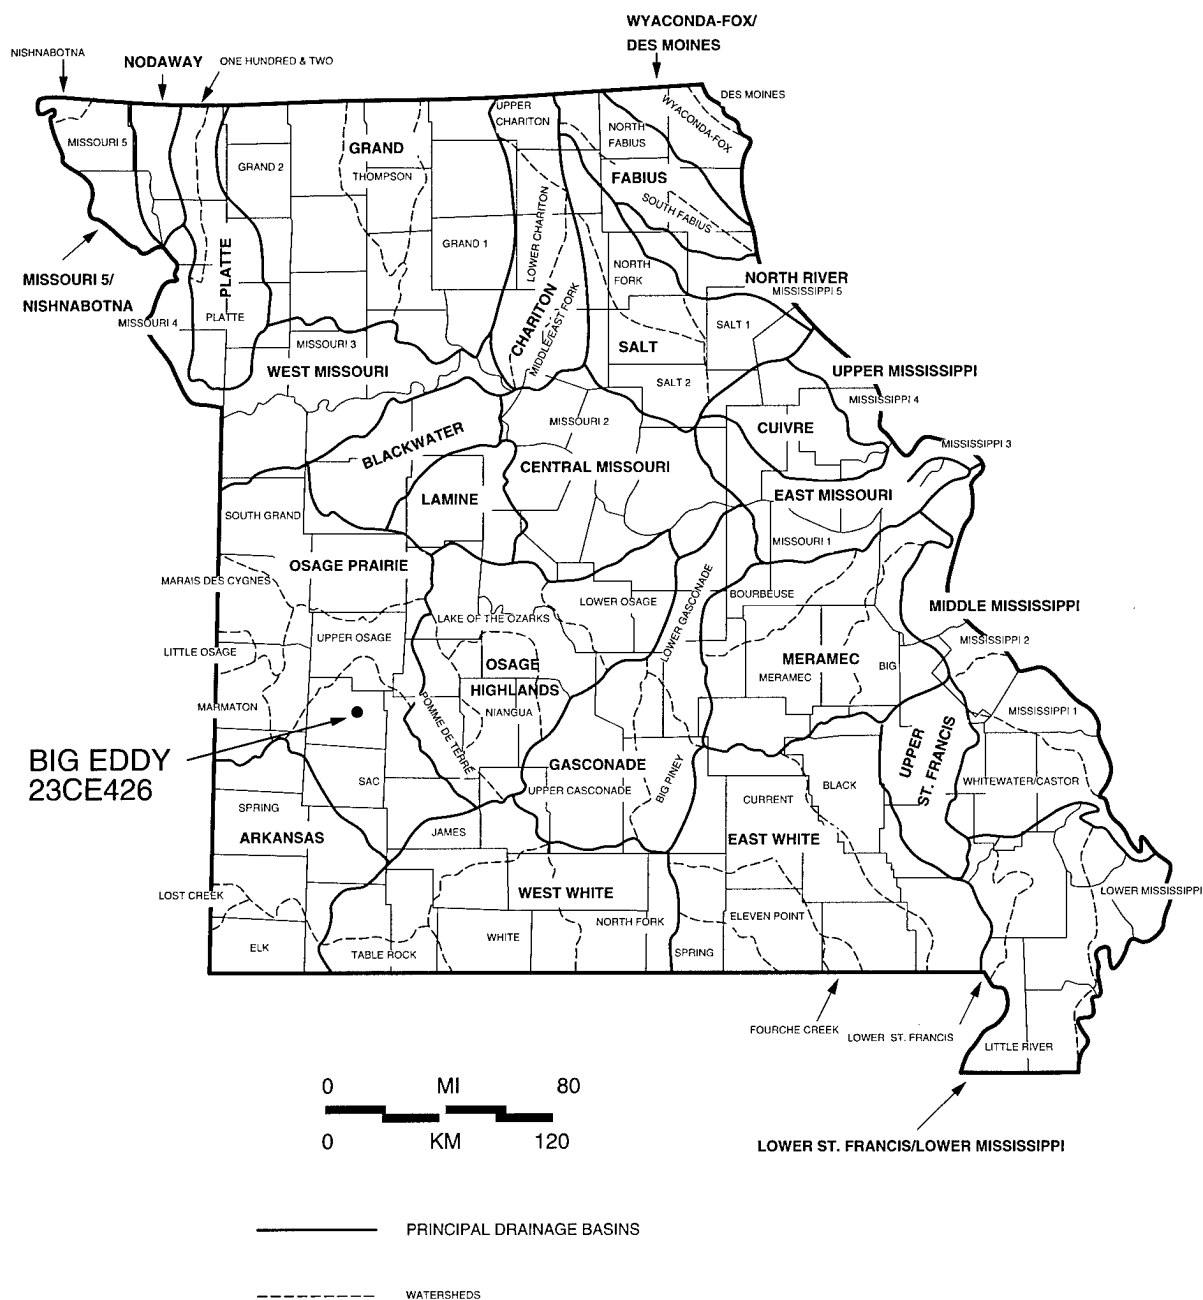 WYACONDA-FOX/
DES MOINES
NISHNABOTNA
NODAWAY
ONE HUNDRED & TWO
DES MOINES
UPPER
CHARITON
WYACONDA-FOX
MISSOURI 5
NORTH
FABIUS
GRAND
GRAND 2
THOMPSON
FABIUS
SOUTH FABIUS
LOWER CHARITON
GRAND 1
PLATTE
NORTH
FORK
MISSOURI 5/
NISHNABOTNA
NORTH RIVER
MISSISSIPPI 5
CHARITON
MIDDLE/EAST FORK
PLATTE
MISSOURI 4
SALT 1
MISSOURI 3
SALT
WEST MISSOURI
SALT 2
UPPER MISSISSIPPI
MISSISSIPPI 4
MISSOURI 2
CUIVRE
BLACKWATER
MISSISSIPPI 3
CENTRAL MISSOURI
EAST MISSOURI
LAMINE
SOUTH GRAND
MISSOURI 1
OSAGE PRAIRIE
MARAIS DES CYGNES
LOWER OSAGE
LOWER GASCONADE
BOURBEUSE
MIDDLE MISSISSIPPI
LAKE OF THE OZARKS
UPPER OSAGE
MISSISSIPPI 2
LITTLE OSAGE
OSAGE
HIGHLANDS
MERAMEC
MERAMEC
BIG
MARMATON
NIANGUA
POMME DE TERRE
MISSISSIPPI 1
BIG EDDY
23CE426
UPPER
ST. FRANCIS
GASCONADE
BIG PINEY
SAC
UPPER CASCONADE
CURRENT
BLACK
WHITEWATER/CASTOR
SPRING
ARKANSAS
JAMES
EAST WHITE
LOST CREEK
WEST WHITE
LOWER MISSISSIPPI
NORTH FORK
ELEVEN POINT
WHITE
ELK
TABLE ROCK
SPRING
FOURCHE CREEK
LOWER ST. FRANCIS
LITTLE RIVER
0 MI 80
0 KM 120
LOWER ST. FRANCIS/LOWER MISSISSIPPI
PRINCIPAL DRAINAGE BASINS
WATERSHEDS